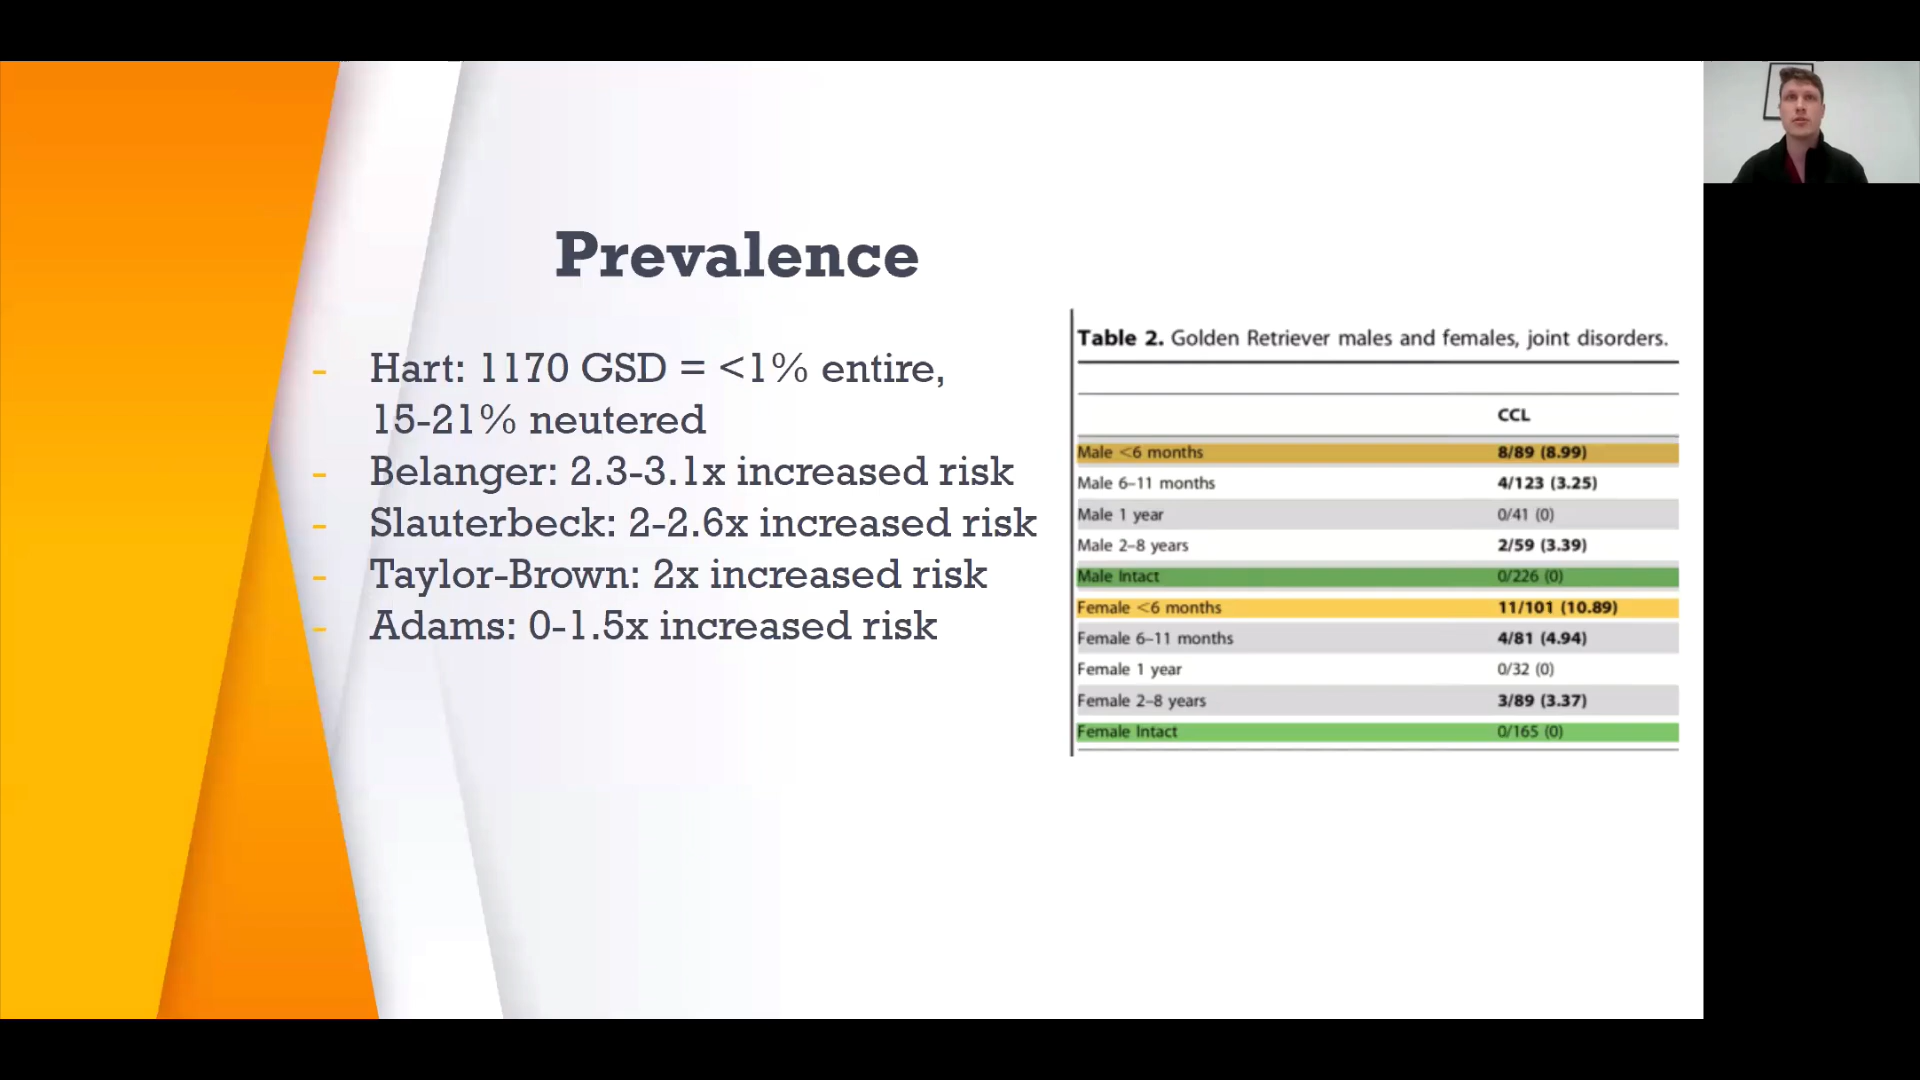 Prevalence
- Hart: 1170 GSD = <1% entire,
15-21% neutered
- Belanger: 2.3-3.1x increased risk
- Slauterbeck: 2-2.6x increased risk
- Taylor-Brown: 2x increased risk
- Adams: 0-1.5x increased risk
Table 2. Golden Retriever males and females, joint disorders.
CCL
Male <6 months 8/89 (8.99)
Male 6–11 months 4/123 (3.25)
Male 1 year 0/41 (0)
Male 2–8 years 2/59 (3.39)
Male Intact 0/226 (0)
Female <6 months 11/101 (10.89)
Female 6–11 months 4/81 (4.94)
Female 1 year 0/32 (0)
Female 2–8 years 3/89 (3.37)
Female Intact 0/165 (0)